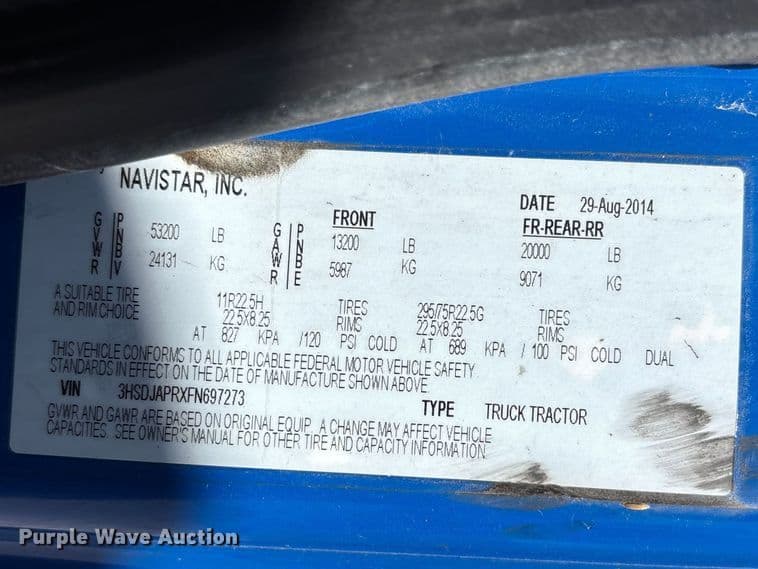 NAVISTAR, INC.
DATE 29-Aug-2014
FRONT FR-REAR-RR
GVWR PNBV 53200 LB GAWR PNBE 13200 LB 20000 LB
24131 KG 5987 KG 9071 KG
A SUITABLE TIRE 11R22.5H TIRES 295/75R22.5G TIRES
AND RIM CHOICE 22.5X8.25 RIMS 22.5X8.25 RIMS
AT 827 KPA /120 PSI COLD AT 689 KPA / 100 PSI COLD DUAL
THIS VEHICLE CONFORMS TO ALL APPLICABLE FEDERAL MOTOR VEHICLE SAFETY
STANDARDS IN EFFECT ON THE DATE OF MANUFACTURE SHOWN ABOVE
VIN 3HSDJAPRXFN697273 TYPE TRUCK TRACTOR
GVWR AND GAWR ARE BASED ON ORIGINAL EQUIP. A CHANGE MAY AFFECT VEHICLE
CAPACITIES. SEE OWNER'S MANUAL FOR OTHER TIRE AND CAPACITY INFORMATION
Purple Wave Auction